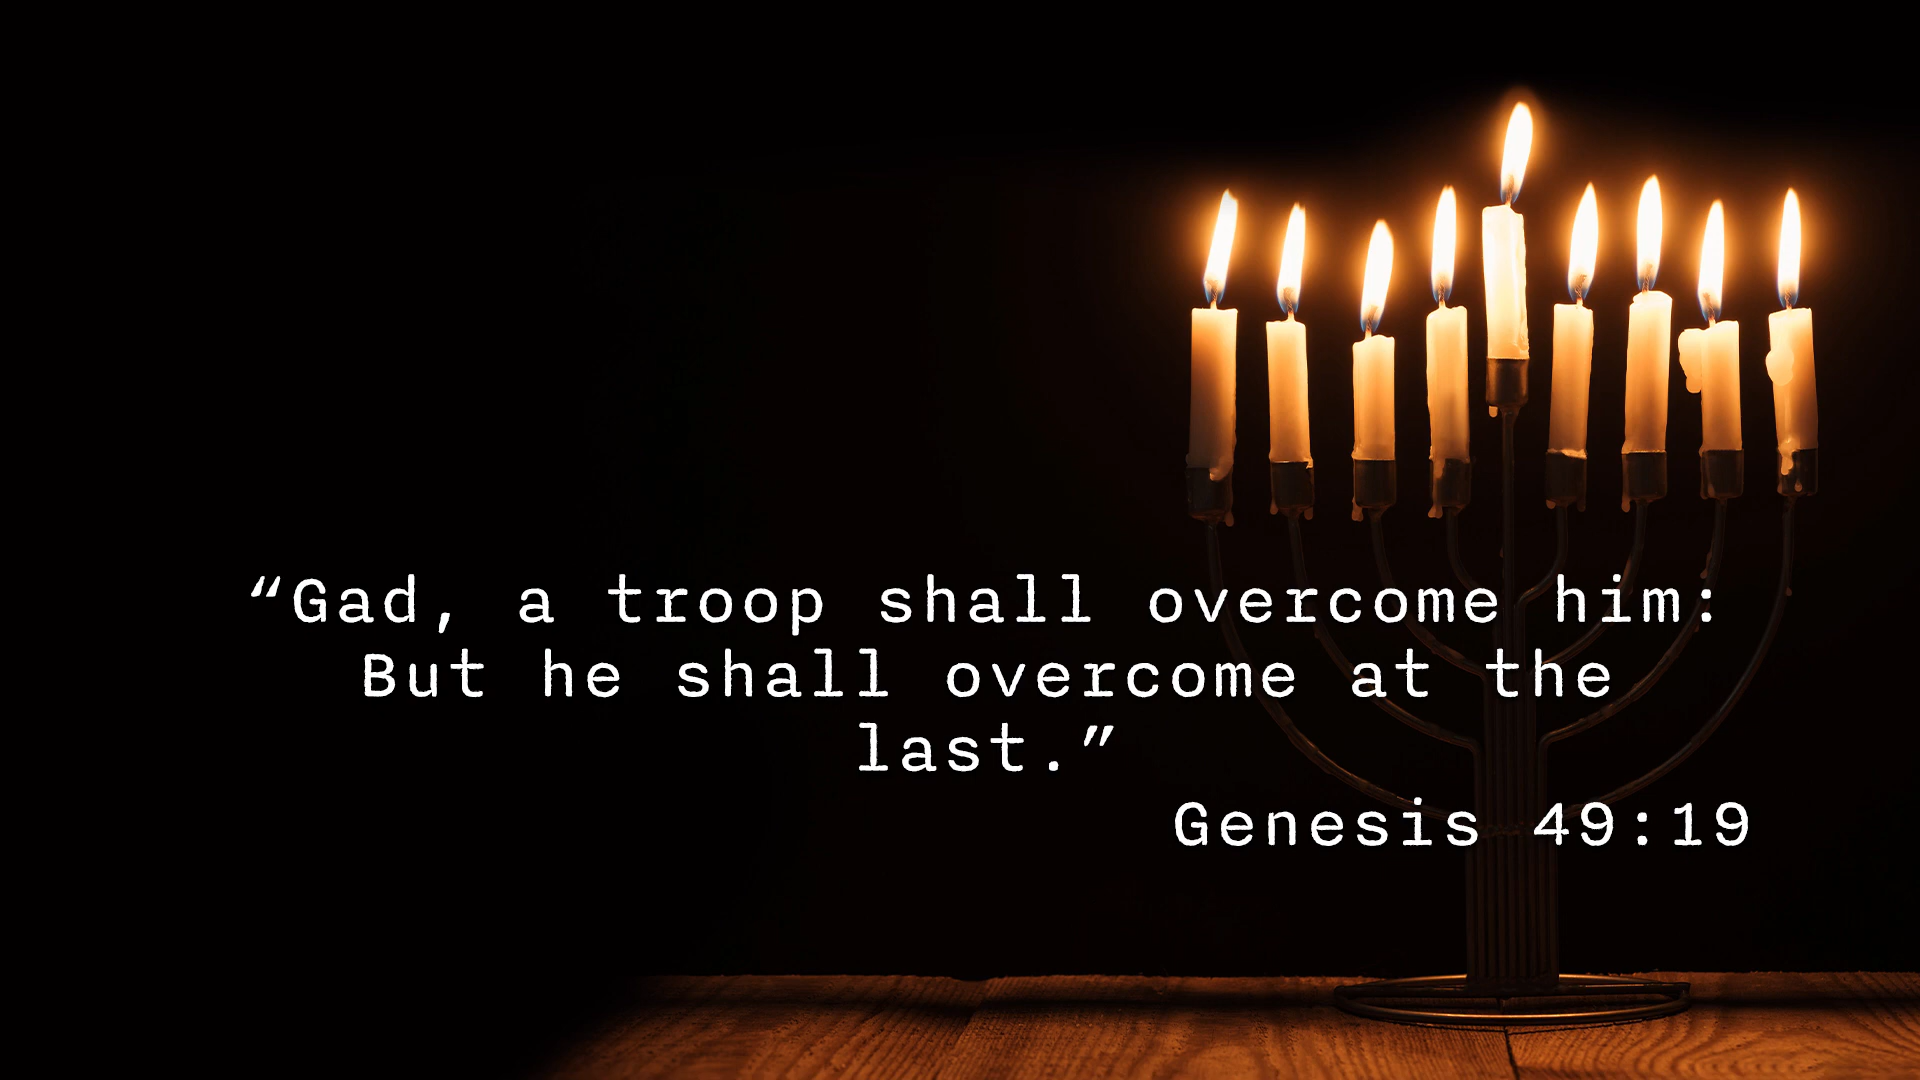 “Gad, a troop shall overcome him:
But he shall overcome at the
last.”
Genesis 49:19